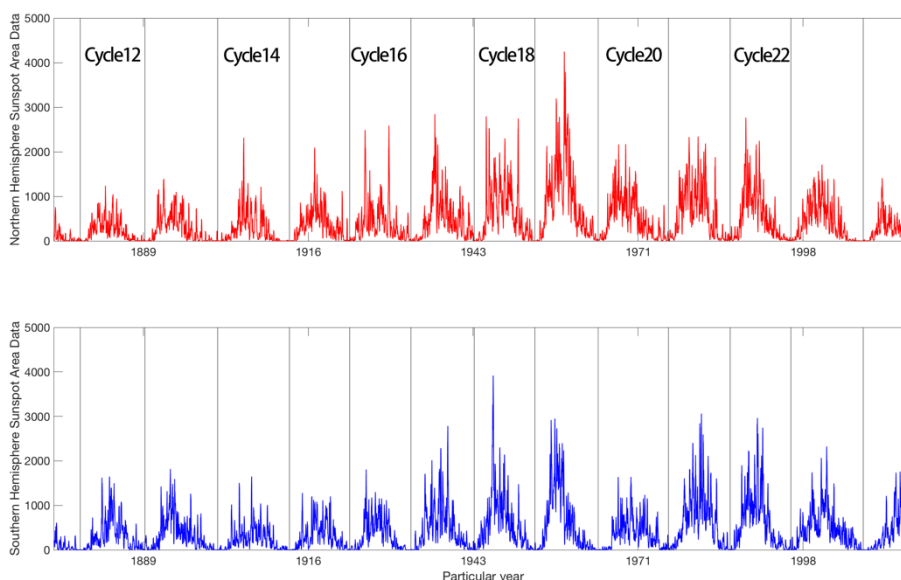 5000
Cycle12 Cycle14 Cycle16 Cycle18 Cycle20 Cycle22
4000
3000
2000
1000
0
Northern Hemisphere Sunspot Area Data
1889 1916 1943 1971 1998
5000
4000
3000
2000
1000
0
Southern Hemisphere Sunspot Area Data
1889 1916 1943 1971 1998
Particular year